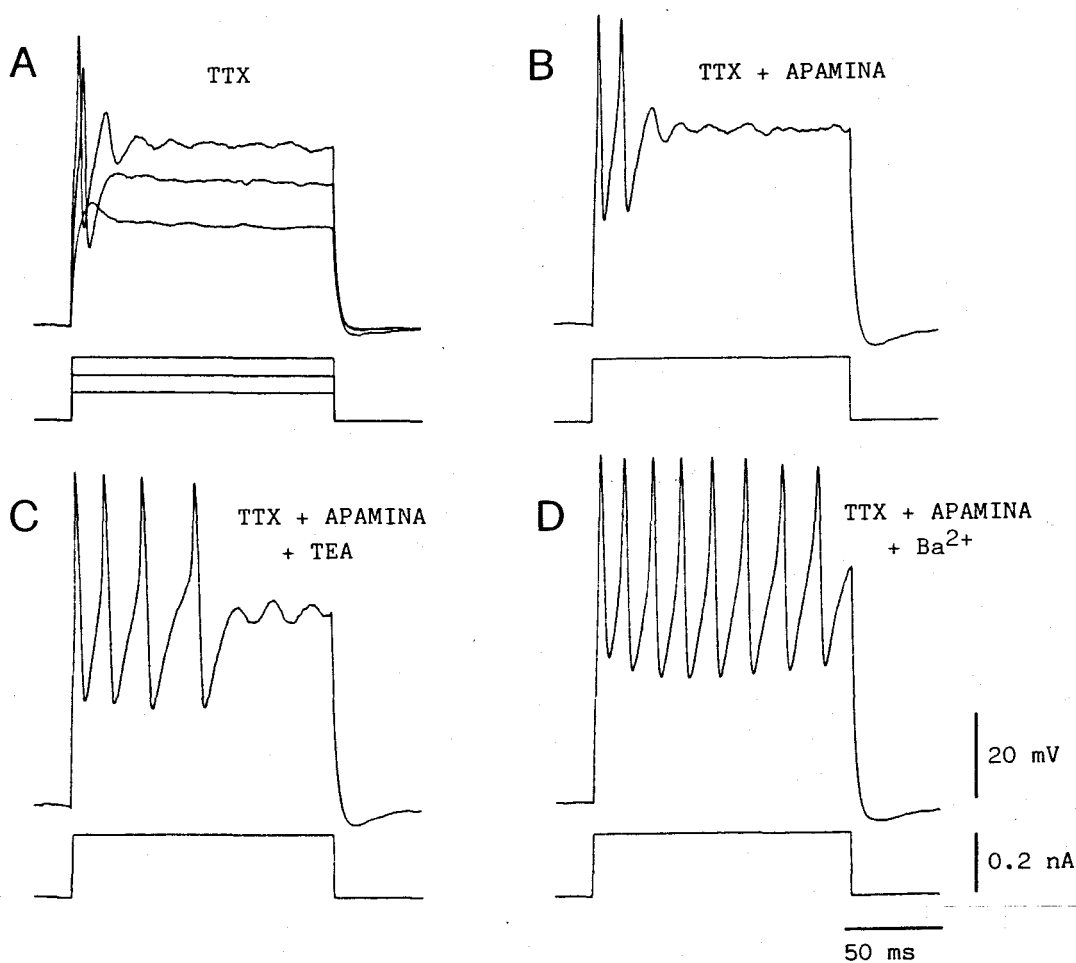 A
TTX
B
TTX + APAMINA
C
TTX + APAMINA
+ TEA
D
TTX + APAMINA
+ Ba²⁺
20 mV
0.2 nA
50 ms